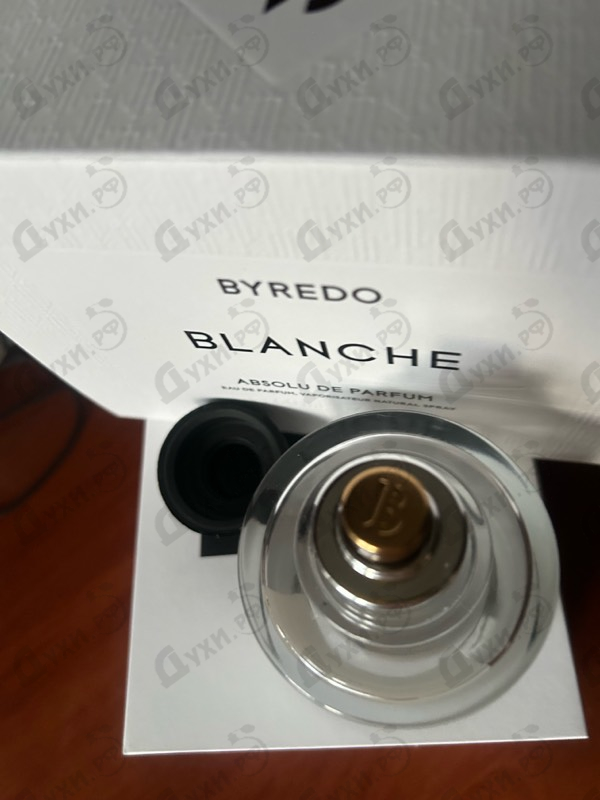 BYREDO
BLANCHE
ABSOLU DE PARFUM
EAU DE PARFUM, VAPORISATEUR NATURAL SPRAY
B
Духи.рф